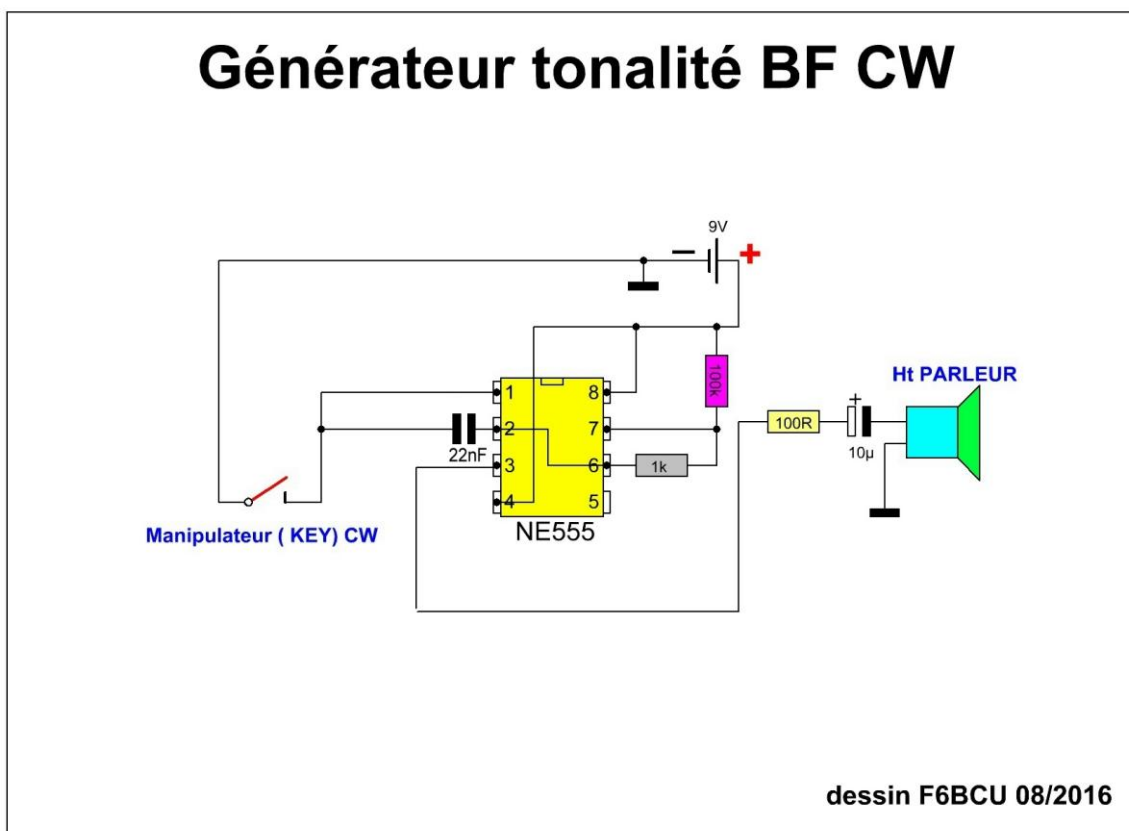 Générateur tonalité BF CW
9V
− +
100k
Ht PARLEUR
1 8
2 7
3 6
4 5
22nF
1k
100R
+
10µ
NE555
Manipulateur ( KEY) CW
dessin F6BCU 08/2016